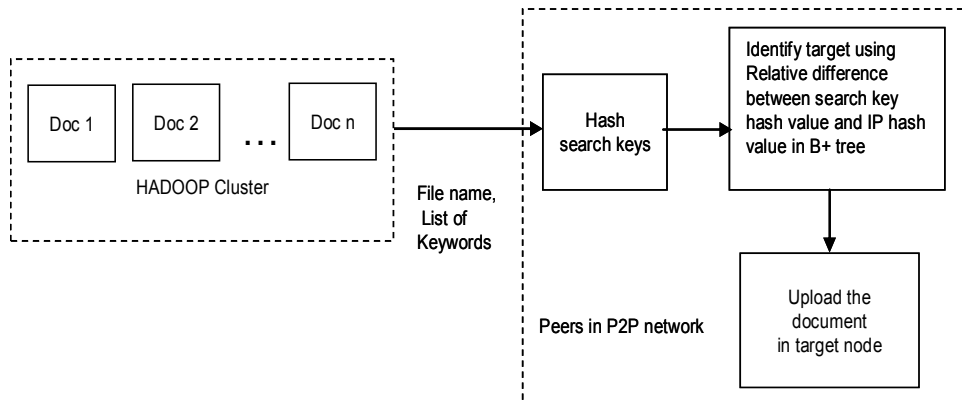 Doc 1
Doc 2
...
Doc n
HADOOP Cluster
File name,
List of
Keywords
Hash
search keys
Identify target using
Relative difference
between search key
hash value and IP hash
value in B+ tree
Peers in P2P network
Upload the
document
in target node